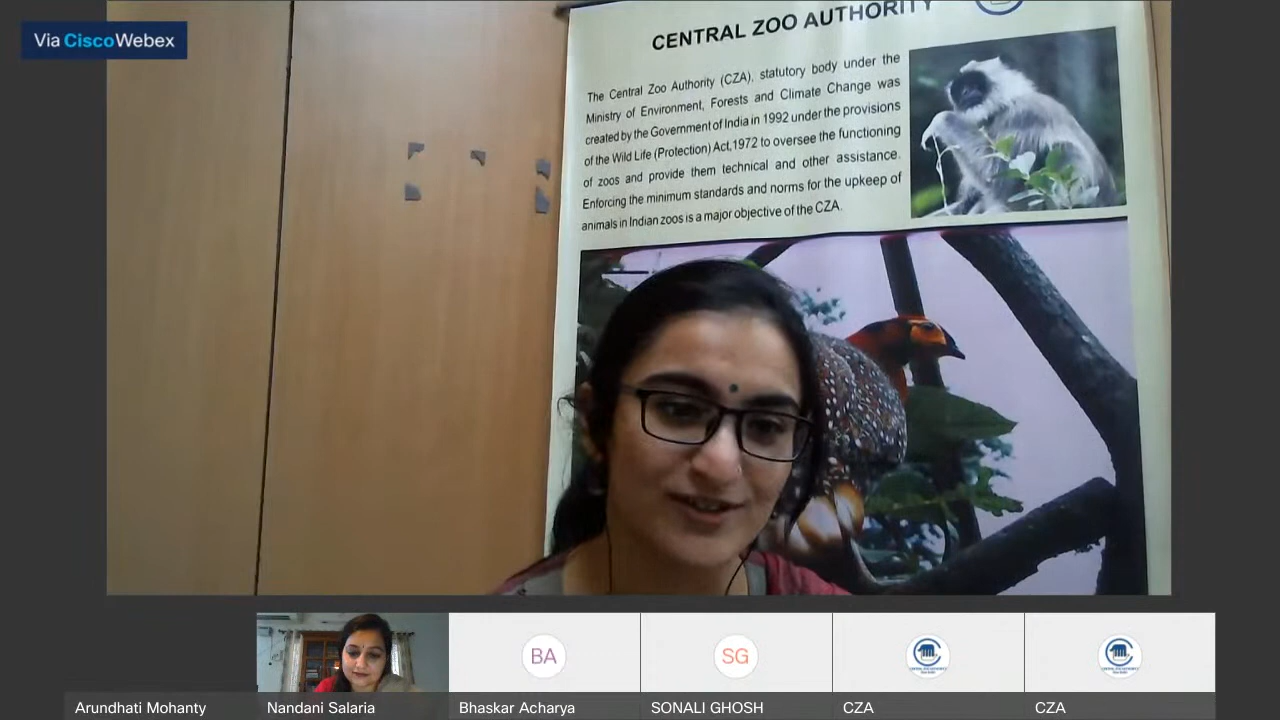 Via Cisco Webex
CENTRAL ZOO AUTHORITY
The Central Zoo Authority (CZA), statutory body under the
Ministry of Environment, Forests and Climate Change was
created by the Government of India in 1992 under the provisions
of the Wild Life (Protection) Act,1972 to oversee the functioning
of zoos and provide them technical and other assistance.
Enforcing the minimum standards and norms for the upkeep of
animals in Indian zoos is a major objective of the CZA.
BA
SG
Arundhati Mohanty
Nandani Salaria
Bhaskar Acharya
SONALI GHOSH
CZA
CZA